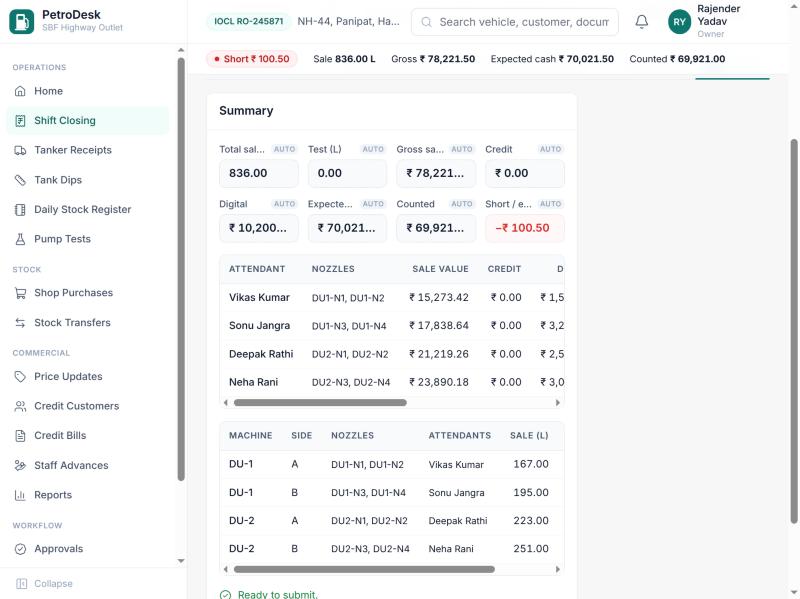 PetroDesk
SBF Highway Outlet
IOCL RO-245871
NH-44, Panipat, Ha...
Search vehicle, customer, docum
RY
Rajender Yadav
Owner
Short ₹ 100.50
Sale 836.00 L
Gross ₹ 78,221.50
Expected cash ₹ 70,021.50
Counted ₹ 69,921.00
OPERATIONS
Home
Shift Closing
Tanker Receipts
Tank Dips
Daily Stock Register
Pump Tests
STOCK
Shop Purchases
Stock Transfers
COMMERCIAL
Price Updates
Credit Customers
Credit Bills
Staff Advances
Reports
WORKFLOW
Approvals
Collapse
Summary
Total sal... AUTO Test (L) AUTO Gross sa... AUTO Credit AUTO
836.00 0.00 ₹ 78,221... ₹ 0.00
Digital AUTO Expecte... AUTO Counted AUTO Short / e... AUTO
₹ 10,200... ₹ 70,021... ₹ 69,921... −₹ 100.50
ATTENDANT NOZZLES SALE VALUE CREDIT D
Vikas Kumar DU1-N1, DU1-N2 ₹ 15,273.42 ₹ 0.00 ₹ 1,5
Sonu Jangra DU1-N3, DU1-N4 ₹ 17,838.64 ₹ 0.00 ₹ 3,2
Deepak Rathi DU2-N1, DU2-N2 ₹ 21,219.26 ₹ 0.00 ₹ 2,5
Neha Rani DU2-N3, DU2-N4 ₹ 23,890.18 ₹ 0.00 ₹ 3,0
MACHINE SIDE NOZZLES ATTENDANTS SALE (L)
DU-1 A DU1-N1, DU1-N2 Vikas Kumar 167.00
DU-1 B DU1-N3, DU1-N4 Sonu Jangra 195.00
DU-2 A DU2-N1, DU2-N2 Deepak Rathi 223.00
DU-2 B DU2-N3, DU2-N4 Neha Rani 251.00
Ready to submit.